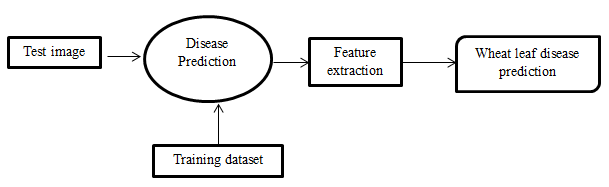 Test image
Disease
Prediction
Feature
extraction
Wheat leaf disease
prediction
Training dataset